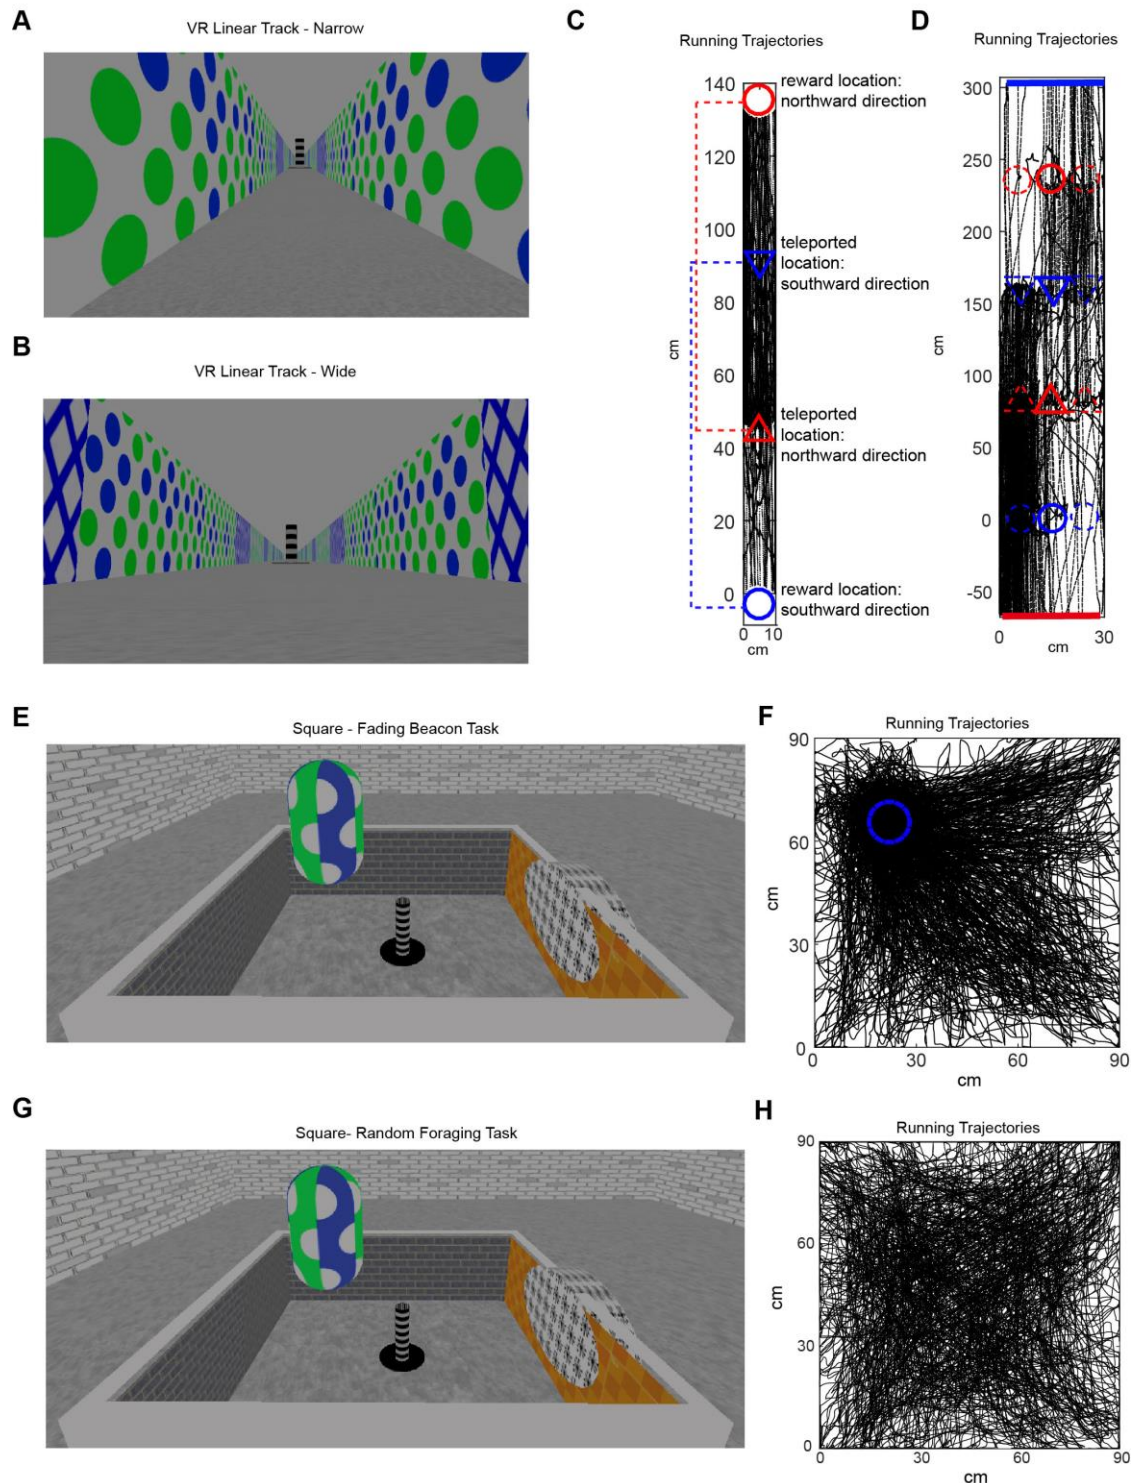 A
VR Linear Track - Narrow
B
VR Linear Track - Wide
C
Running Trajectories
140
120
100
80
60
40
20
0
cm
0 10
cm
reward location:
northward direction
teleported
location:
southward direction
teleported
location:
northward direction
reward location:
southward direction
D
Running Trajectories
300
250
200
150
100
50
0
-50
cm
0 30
cm
E
Square - Fading Beacon Task
F
Running Trajectories
90
60
30
0
cm
0 30 60 90
cm
G
Square- Random Foraging Task
H
Running Trajectories
90
60
30
0
cm
0 30 60 90
cm